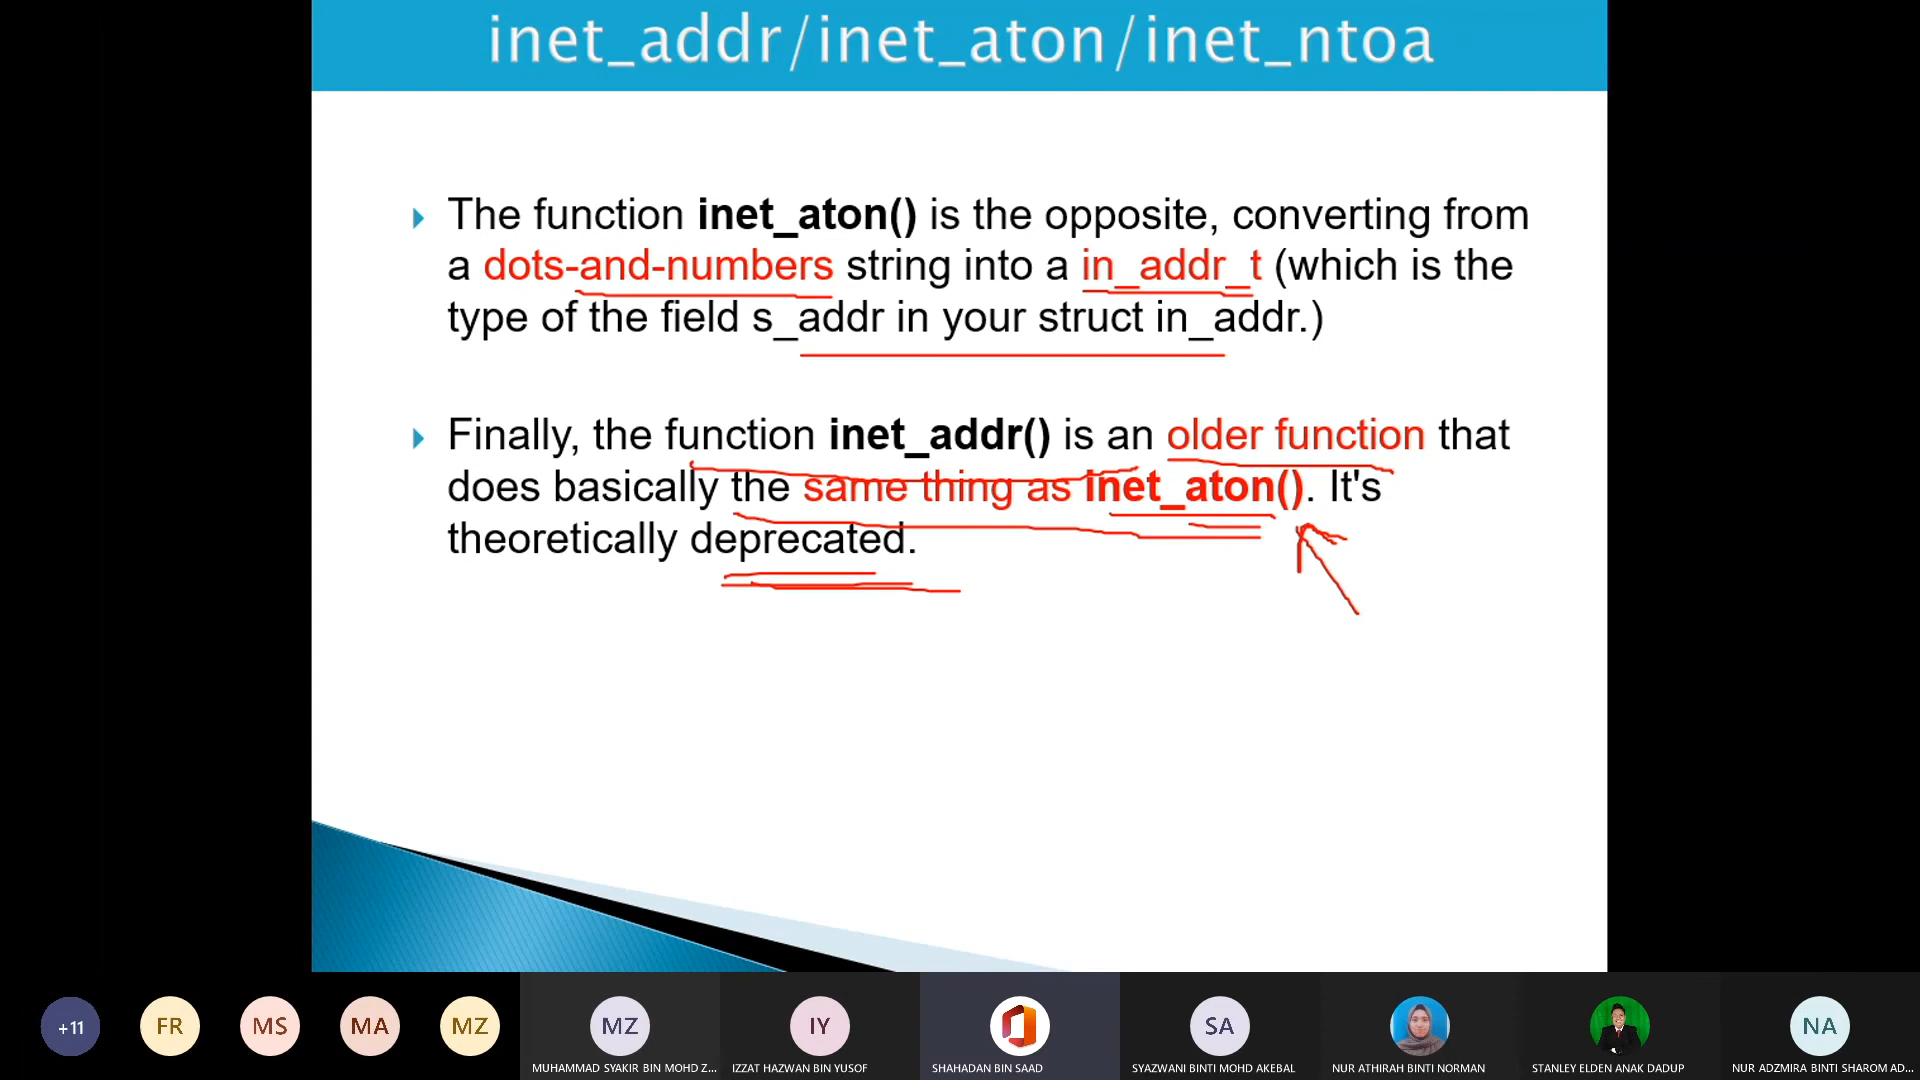 inet_addr/inet_aton/inet_ntoa
The function inet_aton() is the opposite, converting from
a dots-and-numbers string into a in_addr_t (which is the
type of the field s_addr in your struct in_addr.)
Finally, the function inet_addr() is an older function that
does basically the same thing as inet_aton(). It's
theoretically deprecated.
+11
FR
MS
MA
MZ
MZ
IY
SA
NA
MUHAMMAD SYAKIR BIN MOHD Z...
IZZAT HAZWAN BIN YUSOF
SHAHADAN BIN SAAD
SYAZWANI BINTI MOHD AKEBAL
NUR ATHIRAH BINTI NORMAN
STANLEY ELDEN ANAK DADUP
NUR ADZMIRA BINTI SHAROM AD...